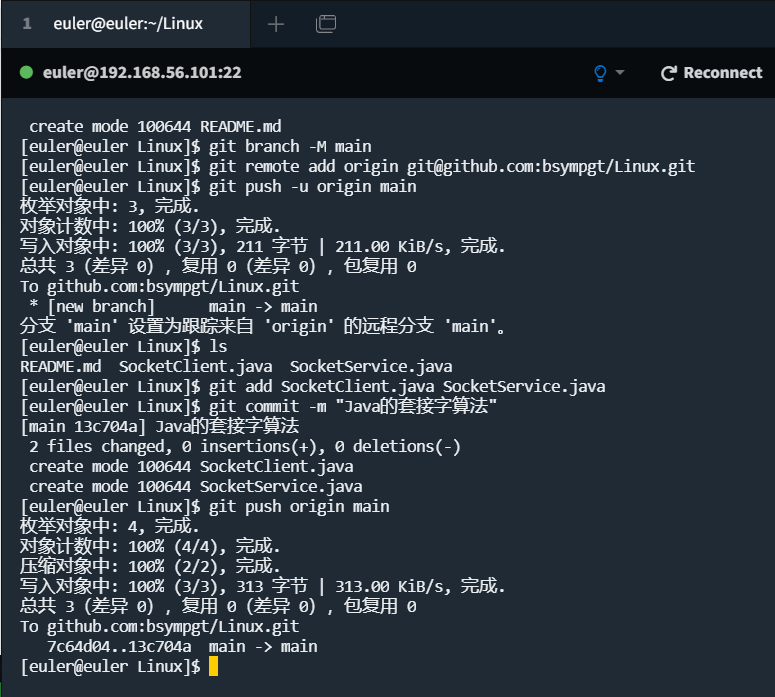 1 euler@euler:~/Linux
euler@192.168.56.101:22 Reconnect
create mode 100644 README.md
[euler@euler Linux]$ git branch -M main
[euler@euler Linux]$ git remote add origin git@github.com:bsympgt/Linux.git
[euler@euler Linux]$ git push -u origin main
枚举对象中: 3, 完成.
对象计数中: 100% (3/3), 完成.
写入对象中: 100% (3/3), 211 字节 | 211.00 KiB/s, 完成.
总共 3 (差异 0) , 复用 0 (差异 0) , 包复用 0
To github.com:bsympgt/Linux.git
 * [new branch]      main -> main
分支 'main' 设置为跟踪来自 'origin' 的远程分支 'main'。
[euler@euler Linux]$ ls
README.md  SocketClient.java  SocketService.java
[euler@euler Linux]$ git add SocketClient.java SocketService.java
[euler@euler Linux]$ git commit -m "Java的套接字算法"
[main 13c704a] Java的套接字算法
 2 files changed, 0 insertions(+), 0 deletions(-)
 create mode 100644 SocketClient.java
 create mode 100644 SocketService.java
[euler@euler Linux]$ git push origin main
枚举对象中: 4, 完成.
对象计数中: 100% (4/4), 完成.
压缩对象中: 100% (2/2), 完成.
写入对象中: 100% (3/3), 313 字节 | 313.00 KiB/s, 完成.
总共 3 (差异 0) , 复用 0 (差异 0) , 包复用 0
To github.com:bsympgt/Linux.git
   7c64d04..13c704a  main -> main
[euler@euler Linux]$